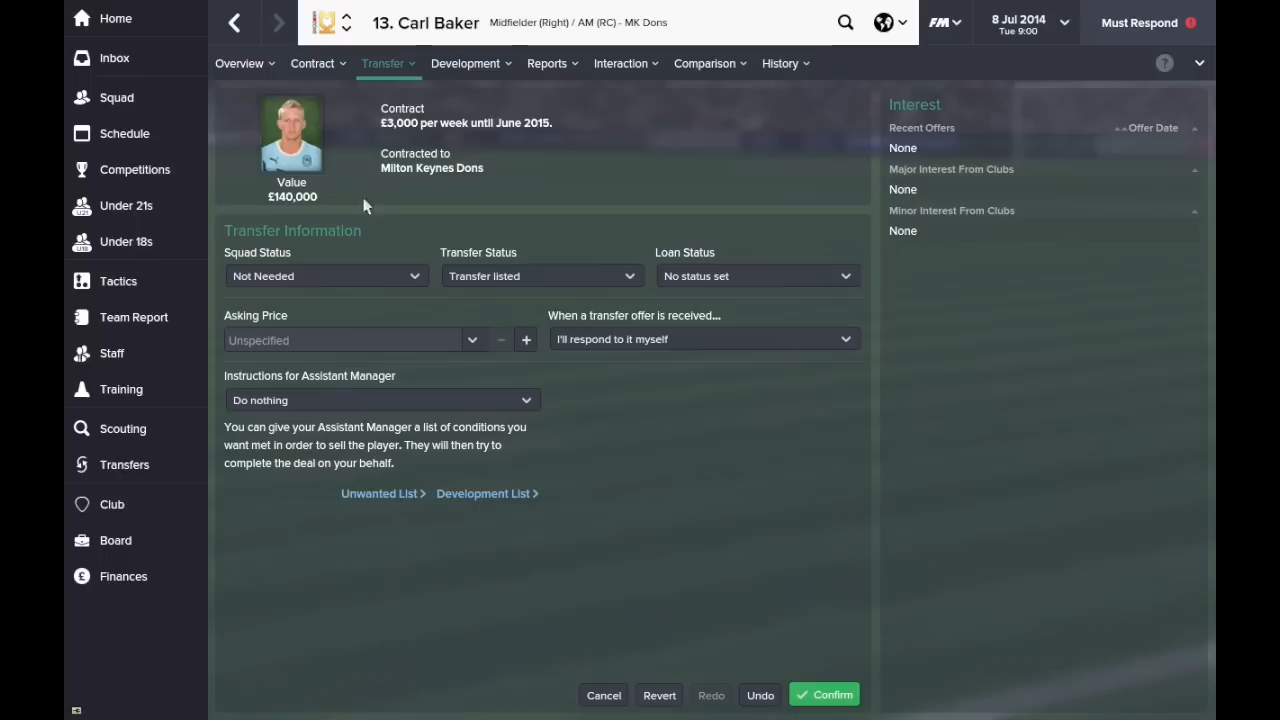 Home
Inbox
Squad
Schedule
Competitions
Under 21s
Under 18s
Tactics
Team Report
Staff
Training
Scouting
Transfers
Club
Board
Finances
13. Carl Baker Midfielder (Right) / AM (RC) - MK Dons
FM
8 Jul 2014
Tue 9:00
Must Respond
Overview Contract Transfer Development Reports Interaction Comparison History
Contract
£3,000 per week until June 2015.
Contracted to
Milton Keynes Dons
Value
£140,000
Transfer Information
Squad Status Transfer Status Loan Status
Not Needed Transfer listed No status set
Asking Price When a transfer offer is received...
Unspecified I'll respond to it myself
Instructions for Assistant Manager
Do nothing
You can give your Assistant Manager a list of conditions you
want met in order to sell the player. They will then try to
complete the deal on your behalf.
Unwanted List > Development List >
Cancel Revert Redo Undo Confirm
Interest
Recent Offers Offer Date
None
Major Interest From Clubs
None
Minor Interest From Clubs
None